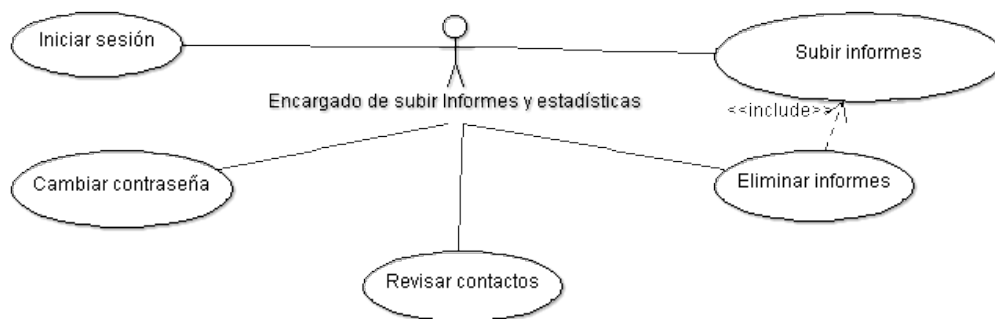 Iniciar sesión
Subir informes
Encargado de subir Informes y estadísticas
<<include>>
Cambiar contraseña
Eliminar informes
Revisar contactos